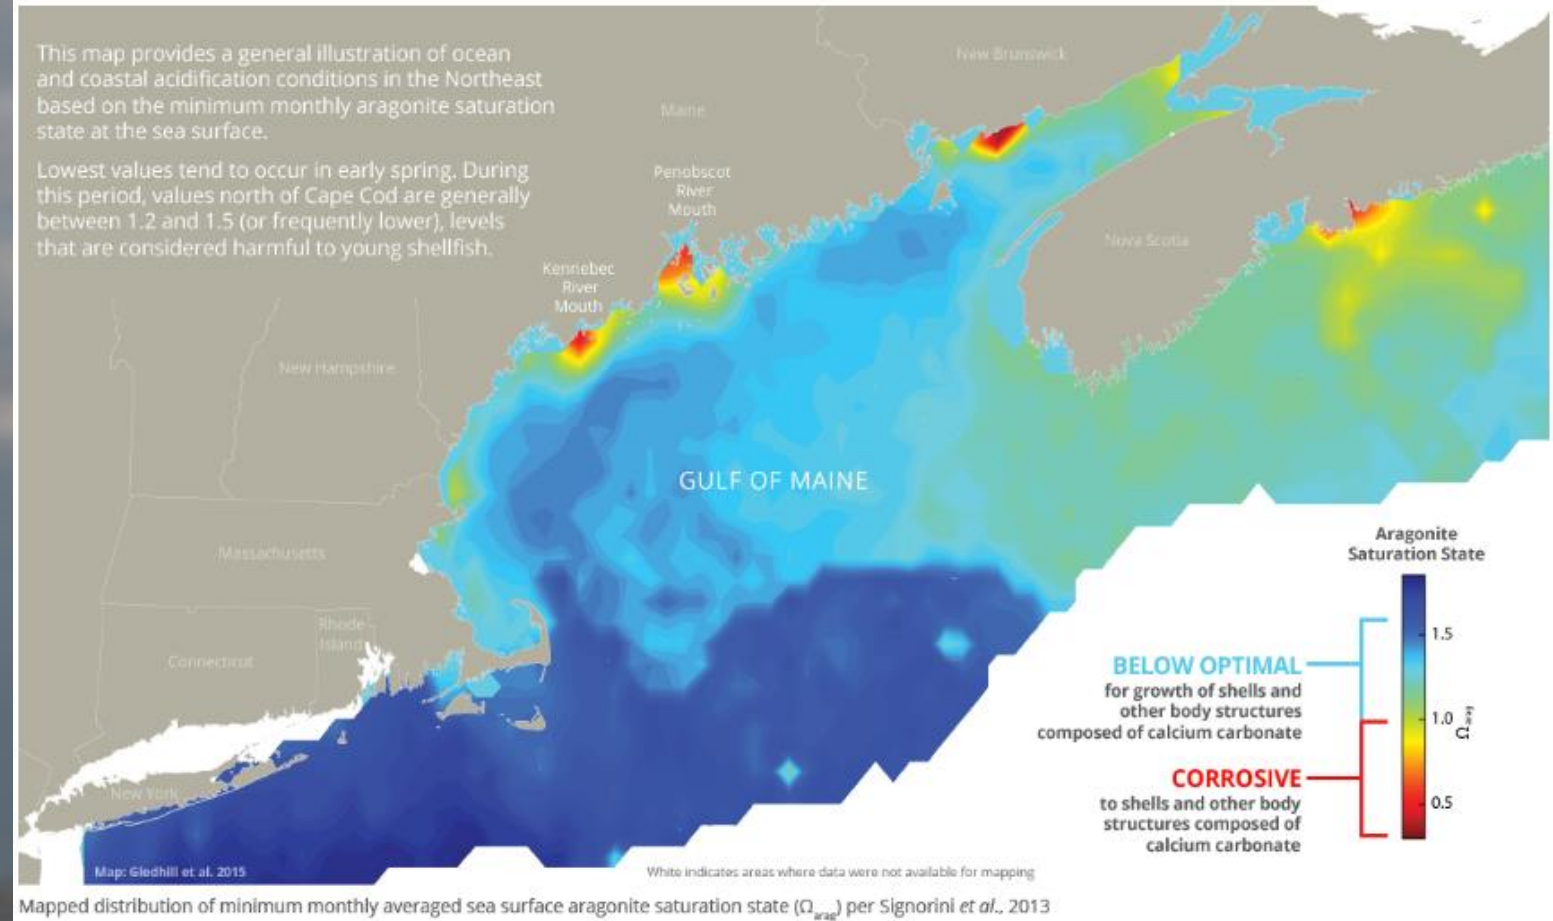 This map provides a general illustration of ocean
and coastal acidification conditions in the Northeast
based on the minimum monthly aragonite saturation
state at the sea surface.
Lowest values tend to occur in early spring. During
this period, values north of Cape Cod are generally
between 1.2 and 1.5 (or frequently lower), levels
that are considered harmful to young shellfish.
New Brunswick
Maine
Penobscot
River
Mouth
Nova Scotia
Kennebec
River
Mouth
New Hampshire
GULF OF MAINE
Massachusetts
Rhode
Island
Connecticut
New York
Aragonite
Saturation State
1.5
1.0
0.5
Ωarag
BELOW OPTIMAL
for growth of shells and
other body structures
composed of calcium carbonate
CORROSIVE
to shells and other body
structures composed of
calcium carbonate
Map: Gledhill et al. 2015
White indicates areas where data were not available for mapping
Mapped distribution of minimum monthly averaged sea surface aragonite saturation state (Ωarag) per Signorini et al., 2013